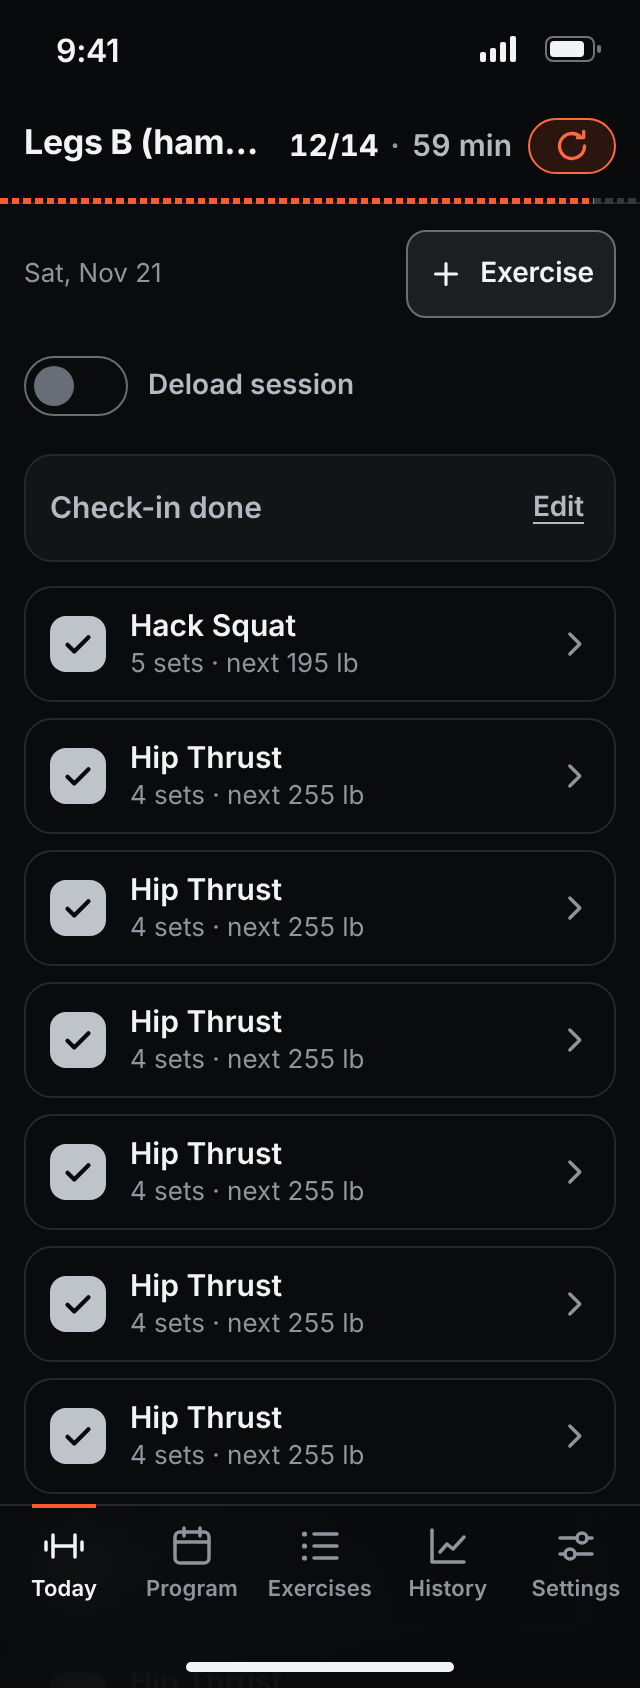 9:41
Legs B (ham... 12/14 · 59 min
Sat, Nov 21
Exercise
Deload session
Check-in done
Edit
Hack Squat
5 sets · next 195 lb
Hip Thrust
4 sets · next 255 lb
Hip Thrust
4 sets · next 255 lb
Hip Thrust
4 sets · next 255 lb
Hip Thrust
4 sets · next 255 lb
Hip Thrust
4 sets · next 255 lb
Hip Thrust
4 sets · next 255 lb
Today Program Exercises History Settings
Hip Thrust